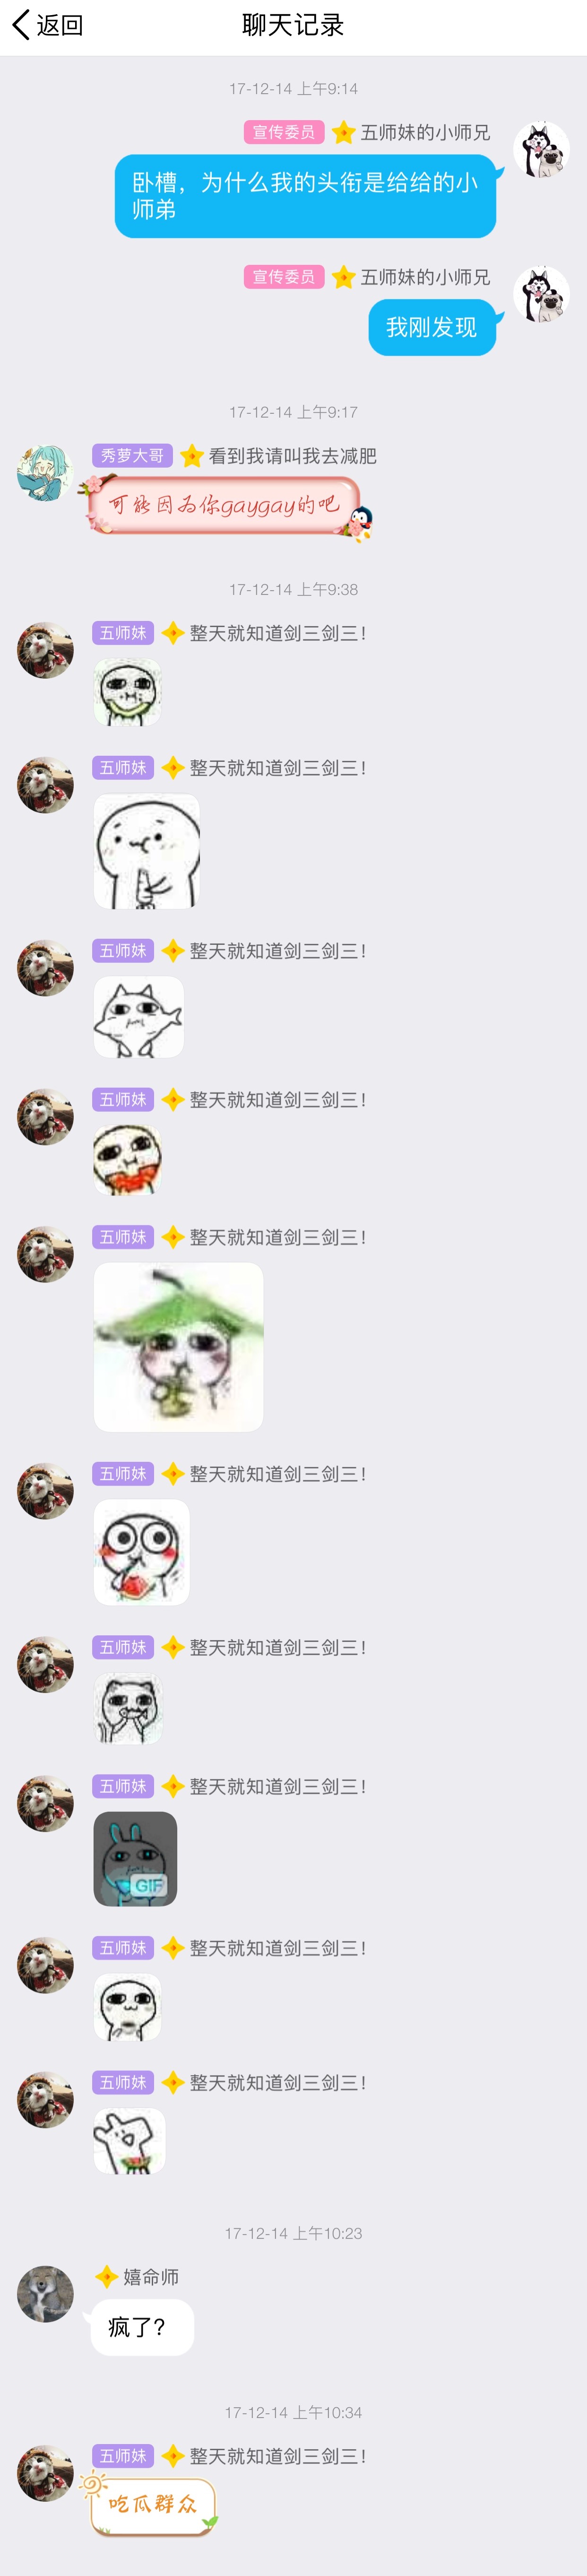 返回
聊天记录
17-12-14 上午9:14
宣传委员 五师妹的小师兄
卧槽，为什么我的头衔是给给的小
师弟
宣传委员 五师妹的小师兄
我刚发现
17-12-14 上午9:17
秀萝大哥 看到我请叫我去减肥
可能因为你gaygay的吧
17-12-14 上午9:38
五师妹 整天就知道剑三剑三！
五师妹 整天就知道剑三剑三！
五师妹 整天就知道剑三剑三！
五师妹 整天就知道剑三剑三！
五师妹 整天就知道剑三剑三！
五师妹 整天就知道剑三剑三！
五师妹 整天就知道剑三剑三！
五师妹 整天就知道剑三剑三！
GIF
五师妹 整天就知道剑三剑三！
五师妹 整天就知道剑三剑三！
17-12-14 上午10:23
嬉命师
疯了？
17-12-14 上午10:34
五师妹 整天就知道剑三剑三！
吃瓜群众